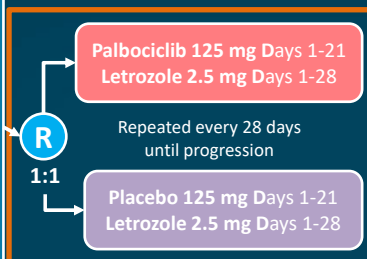 Palbociclib 125 mg Days 1-21
Letrozole 2.5 mg Days 1-28
R
1:1
Repeated every 28 days
until progression
Placebo 125 mg Days 1-21
Letrozole 2.5 mg Days 1-28